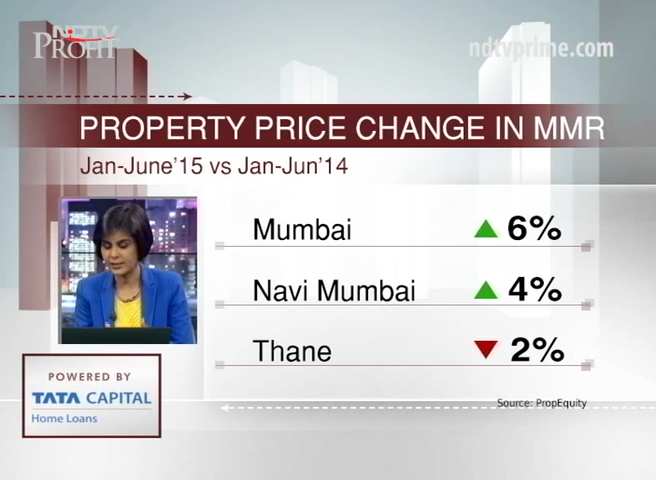 NDTV
PROFIT
ndtvprime.com
PROPERTY PRICE CHANGE IN MMR
Jan-June'15 vs Jan-Jun'14
Mumbai ▲ 6%
Navi Mumbai ▲ 4%
Thane ▼ 2%
POWERED BY
TATA CAPITAL
Home Loans
Source: PropEquity